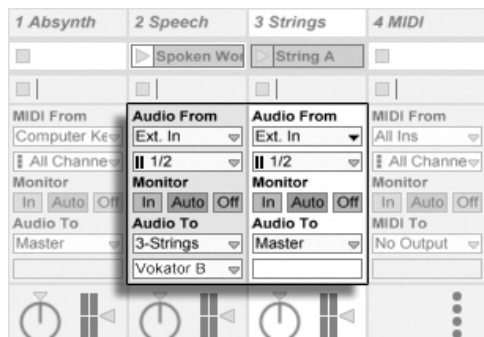 1 Absynth 2 Speech 3 Strings 4 MIDI
Spoken Wor String A
MIDI From Audio From Audio From MIDI From
Computer Ke Ext. In Ext. In All Ins
All Channe 1/2 1/2 All Channe
Monitor Monitor Monitor Monitor
In Auto Off In Auto Off In Auto Off In Auto Off
Audio To Audio To Audio To MIDI To
Master 3-Strings Master No Output
Vokator B